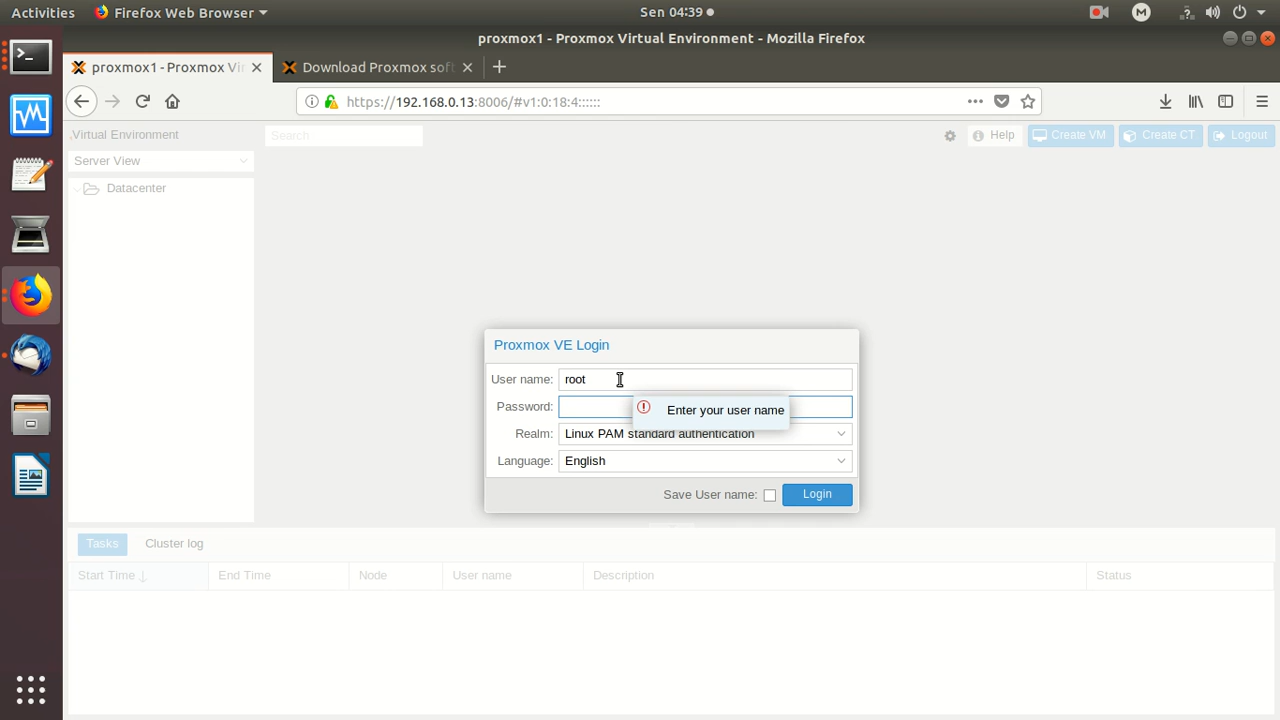 Activities Firefox Web Browser Sen 04:39
proxmox1 - Proxmox Virtual Environment - Mozilla Firefox
proxmox1 - Proxmox Vir Download Proxmox soft
https://192.168.0.13:8006/#v1:0:18:4::::::
Virtual Environment Search Help Create VM Create CT Logout
Server View
Datacenter
Proxmox VE Login
User name: root
Password:
Enter your user name
Realm: Linux PAM standard authentication
Language: English
Save User name: Login
Tasks Cluster log
Start Time End Time Node User name Description Status